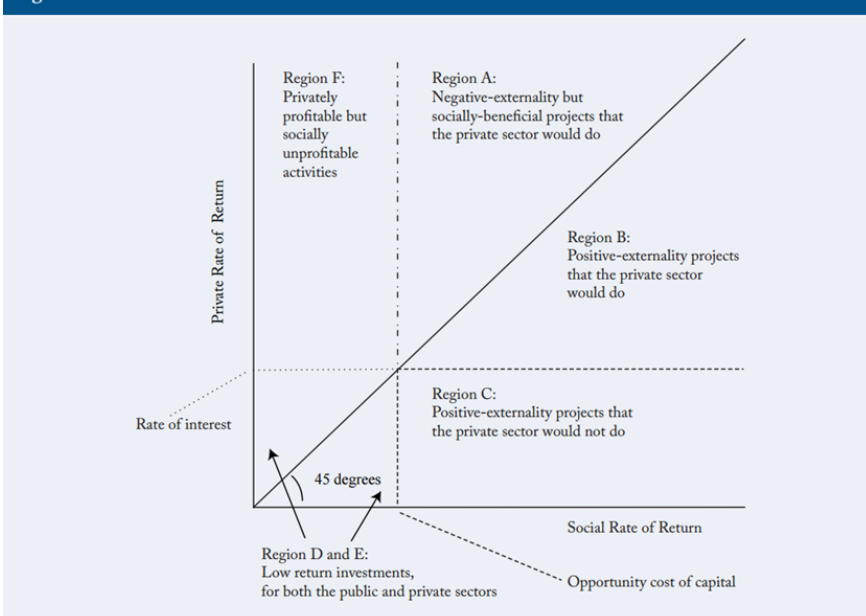 Region F:
Privately
profitable but
socially
unprofitable
activities
Region A:
Negative-externality but
socially-beneficial projects that
the private sector would do
Private Rate of Return
Region B:
Positive-externality projects
that the private sector
would do
Region C:
Positive-externality projects that
the private sector would not do
Rate of interest
45 degrees
Social Rate of Return
Region D and E:
Low return investments,
for both the public and private sectors
Opportunity cost of capital